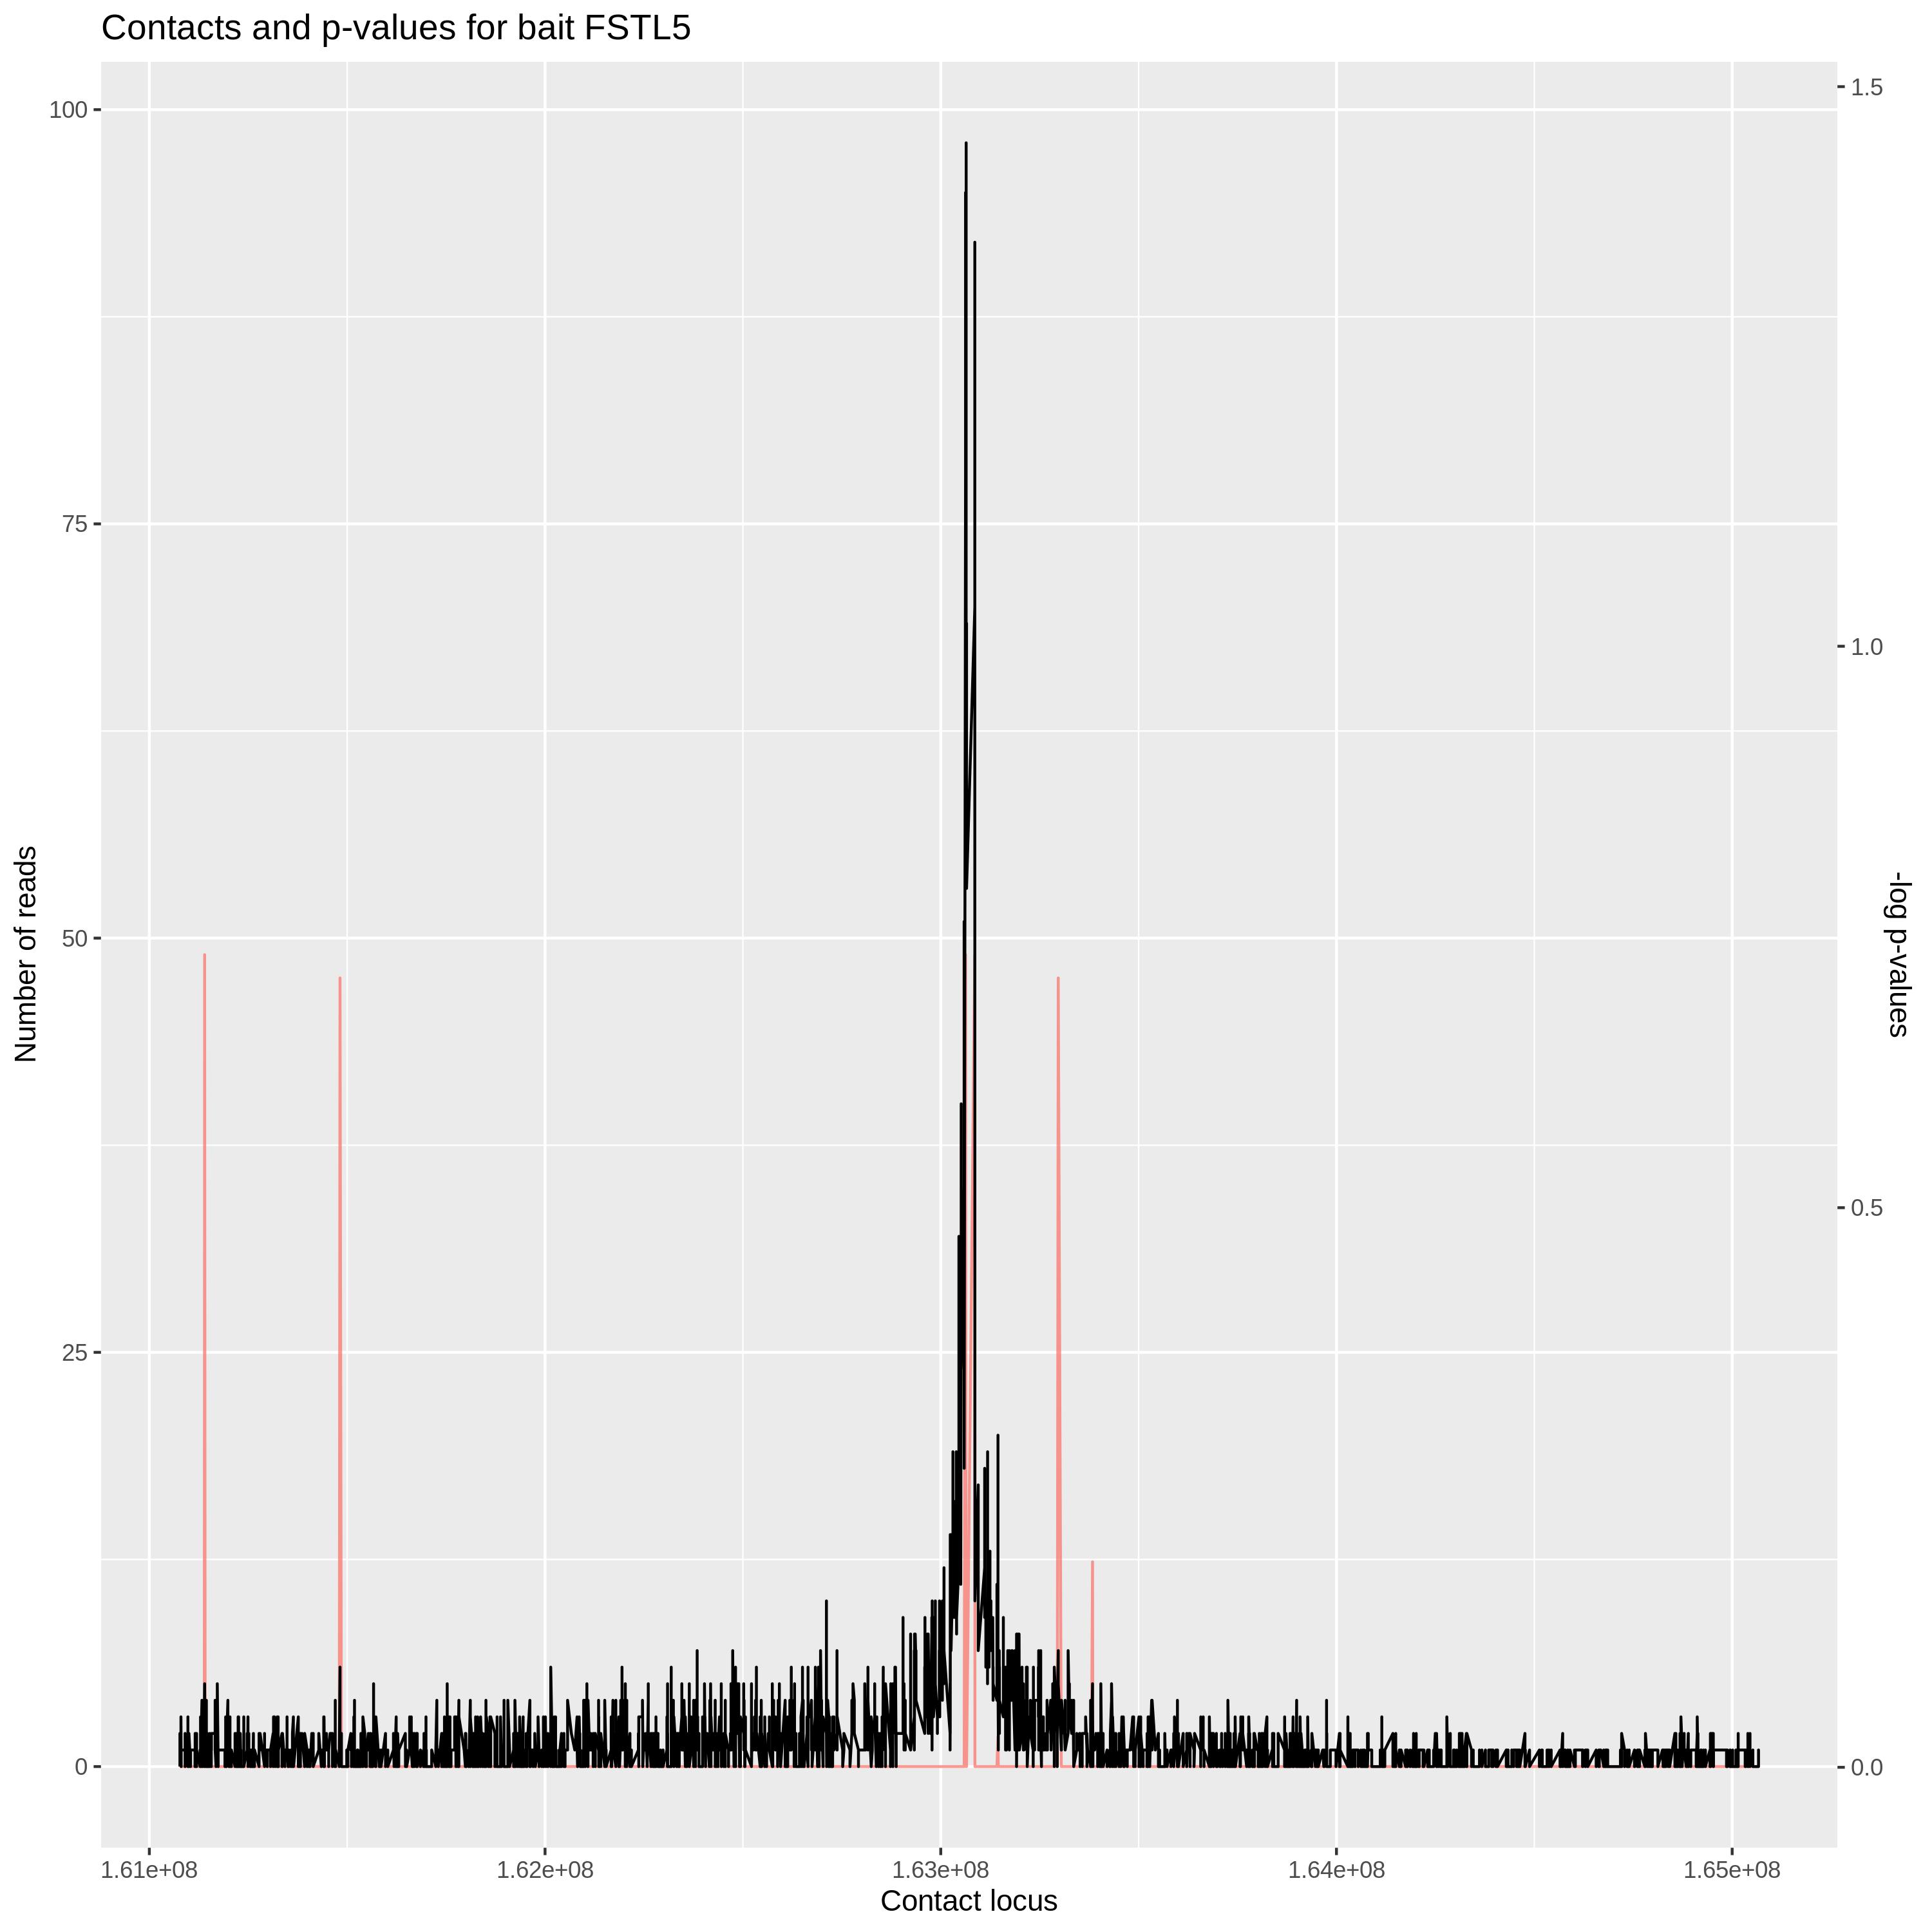 Contacts and p-values for bait FSTL5
100
75
50
25
0
Number of reads
1.5
1.0
0.5
0.0
-log p-values
1.61e+08
1.62e+08
1.63e+08
1.64e+08
1.65e+08
Contact locus